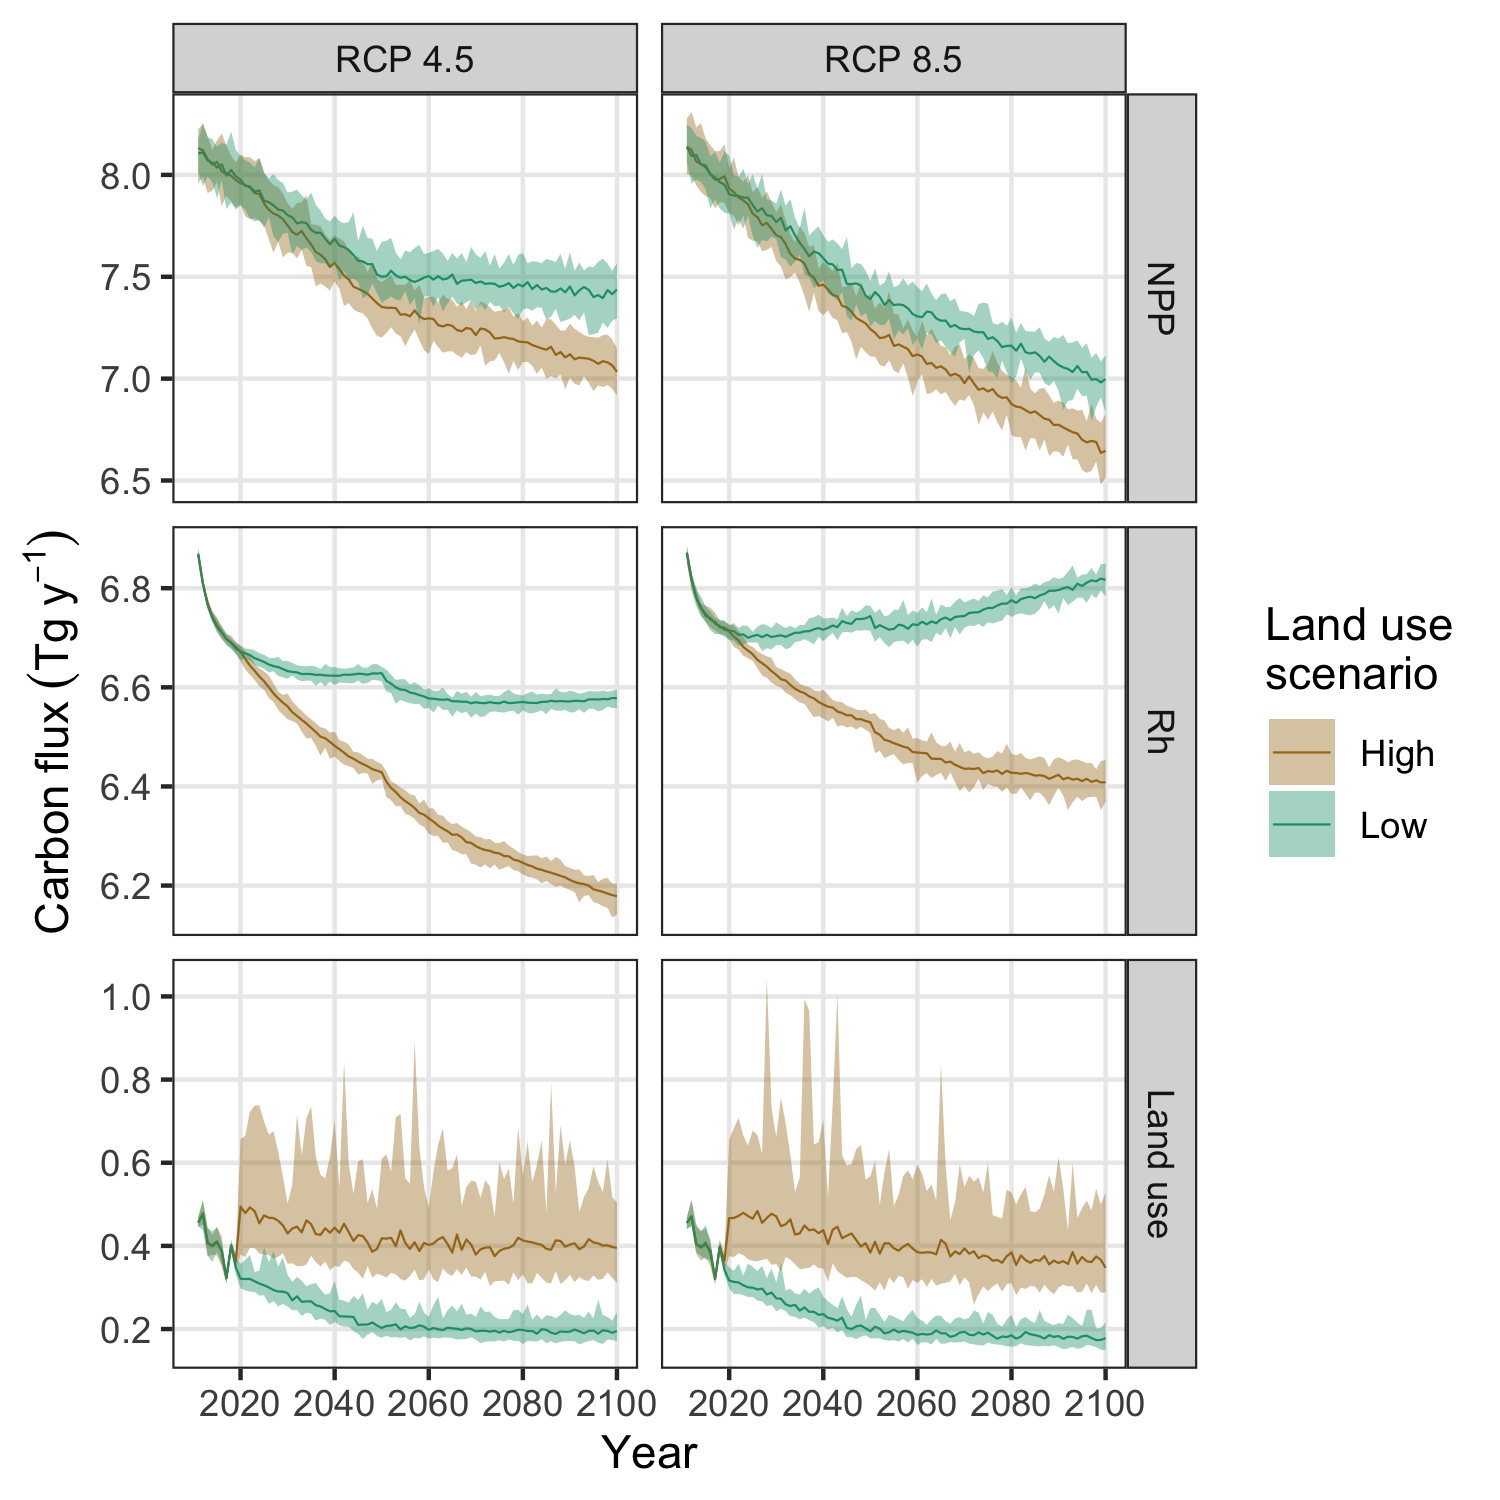 RCP 4.5
RCP 8.5
8.0
7.5
7.0
6.5
NPP
6.8
6.6
6.4
6.2
Rh
1.0
0.8
0.6
0.4
0.2
Land use
Carbon flux (Tg y⁻¹)
2020 2040 2060 2080 2100
2020 2040 2060 2080 2100
Year
Land use
scenario
High
Low